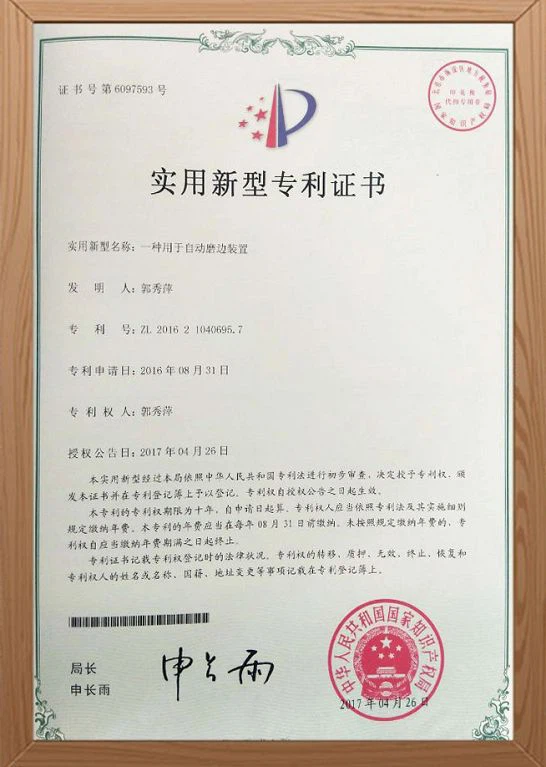 证书号第6097593号
实用新型专利证书
实用新型名称：一种用于自动磨边装置
发明人：郭秀萍
专利号：ZL 2016 2 1040695.7
专利申请日：2016年08月31日
专利权人：郭秀萍
授权公告日：2017年04月26日
本实用新型经过本局依照中华人民共和国专利法进行初步审查，决定授予专利权，颁
发本证书并在专利登记簿上予以登记。专利权自授权公告之日起生效。
本专利的专利权期限为十年，自申请日起算。专利权人应当依照专利法及其实施细则
规定缴纳年费。本专利的年费应当在每年08月31日前缴纳。未按照规定缴纳年费的，专
利权自应当缴纳年费期满之日起终止。
专利证书记载专利权登记时的法律状况。专利权的转移、质押、无效、终止、恢复和
专利权人的姓名或名称、国籍、地址变更等事项记载在专利登记簿上。
局长
申长雨
申长雨
中华人民共和国国家知识产权局
2017年04月26日